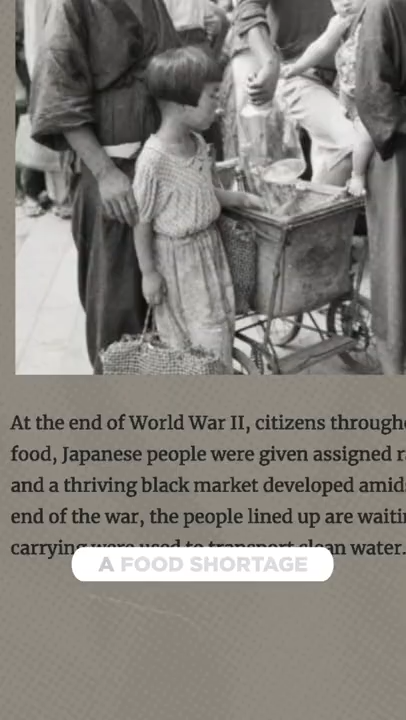 At the end of World War II, citizens through
food, Japanese people were given assigned r
and a thriving black market developed amid
end of the war, the people lined up are waiti
carrying were used to transport clean water.
A FOOD SHORTAGE